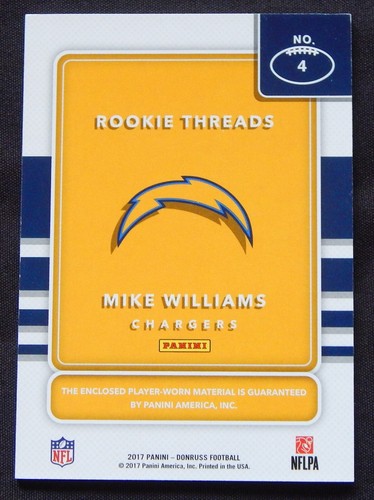 NO.
4
ROOKIE THREADS
MIKE WILLIAMS
CHARGERS
PANINI
THE ENCLOSED PLAYER-WORN MATERIAL IS GUARANTEED
BY PANINI AMERICA, INC.
NFL
2017 PANINI – DONRUSS FOOTBALL
© 2017 Panini America, Inc. Printed in the USA.
NFLPA